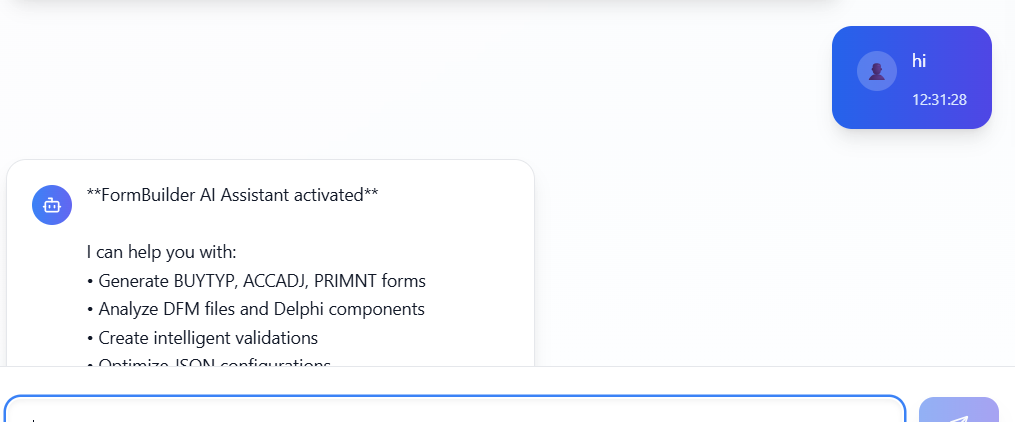 hi
12:31:28
**FormBuilder AI Assistant activated**
I can help you with:
• Generate BUYTYP, ACCADJ, PRIMNT forms
• Analyze DFM files and Delphi components
• Create intelligent validations
• Optimize JSON configurations